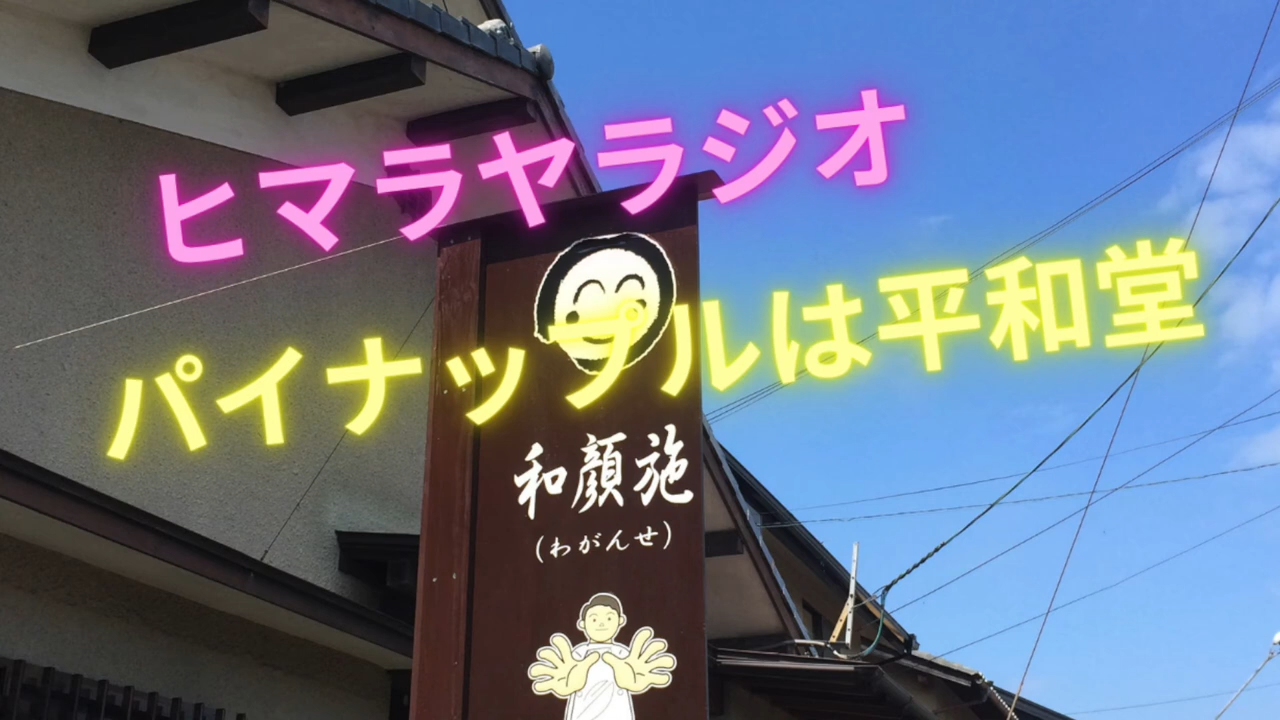 ヒマラヤラジオ
パイナップルは平和堂
和顔施
(わがんせ)